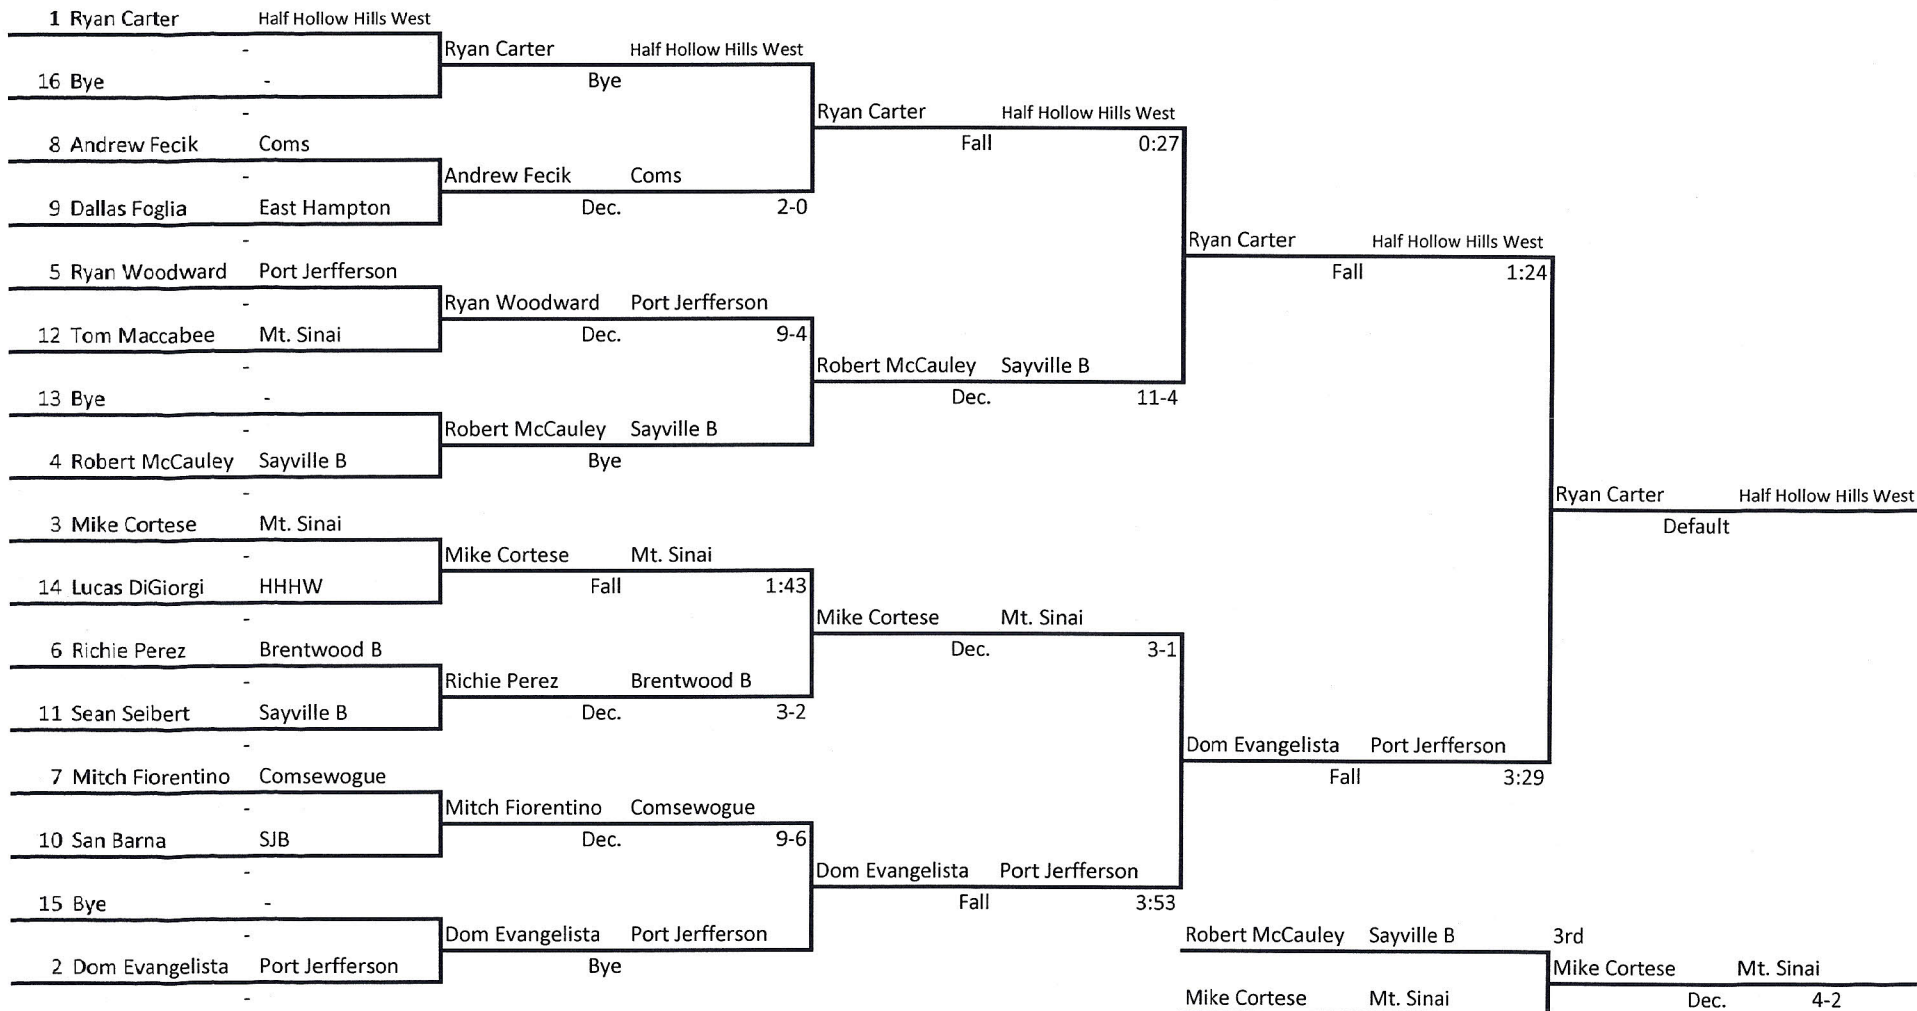 1 Ryan Carter Half Hollow Hills West
-
Ryan Carter Half Hollow Hills West
16 Bye -
Bye
-
Ryan Carter Half Hollow Hills West
8 Andrew Fecik Coms
Fall 0:27
-
Andrew Fecik Coms
9 Dallas Foglia East Hampton
Dec. 2-0
-
Ryan Carter Half Hollow Hills West
5 Ryan Woodward Port Jerfferson
Fall 1:24
-
Ryan Woodward Port Jerfferson
12 Tom Maccabee Mt. Sinai
Dec. 9-4
-
Robert McCauley Sayville B
13 Bye -
Dec. 11-4
-
Robert McCauley Sayville B
4 Robert McCauley Sayville B
Bye
-
Ryan Carter Half Hollow Hills West
3 Mike Cortese Mt. Sinai
Default
-
Mike Cortese Mt. Sinai
14 Lucas DiGiorgi HHHW
Fall 1:43
-
Mike Cortese Mt. Sinai
6 Richie Perez Brentwood B
Dec. 3-1
-
Richie Perez Brentwood B
11 Sean Seibert Sayville B
Dec. 3-2
-
Dom Evangelista Port Jerfferson
7 Mitch Fiorentino Comsewogue
Fall 3:29
-
Mitch Fiorentino Comsewogue
10 San Barna SJB
Dec. 9-6
-
Dom Evangelista Port Jerfferson
15 Bye -
Fall 3:53
-
Dom Evangelista Port Jerfferson
Robert McCauley Sayville B 3rd
2 Dom Evangelista Port Jerfferson
Bye
Mike Cortese Mt. Sinai
-
Mike Cortese Mt. Sinai
Dec. 4-2